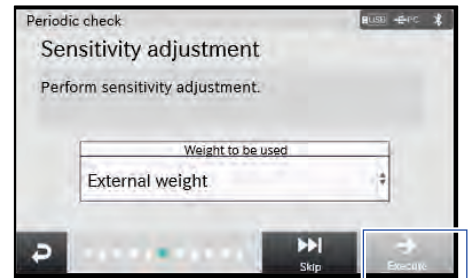 Periodic check
USB PC
Sensitivity adjustment
Perform sensitivity adjustment.
Weight to be used
External weight
Skip
Execute